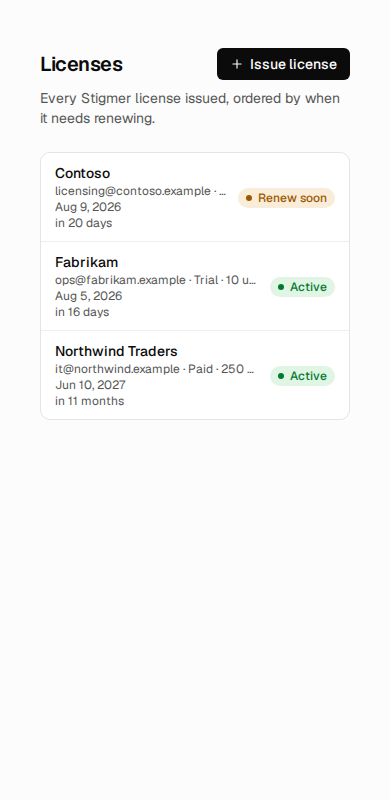 Licenses
+ Issue license
Every Stigmer license issued, ordered by when
it needs renewing.
Contoso
licensing@contoso.example · …
Aug 9, 2026
in 20 days
Renew soon
Fabrikam
ops@fabrikam.example · Trial · 10 u…
Aug 5, 2026
in 16 days
Active
Northwind Traders
it@northwind.example · Paid · 250 …
Jun 10, 2027
in 11 months
Active